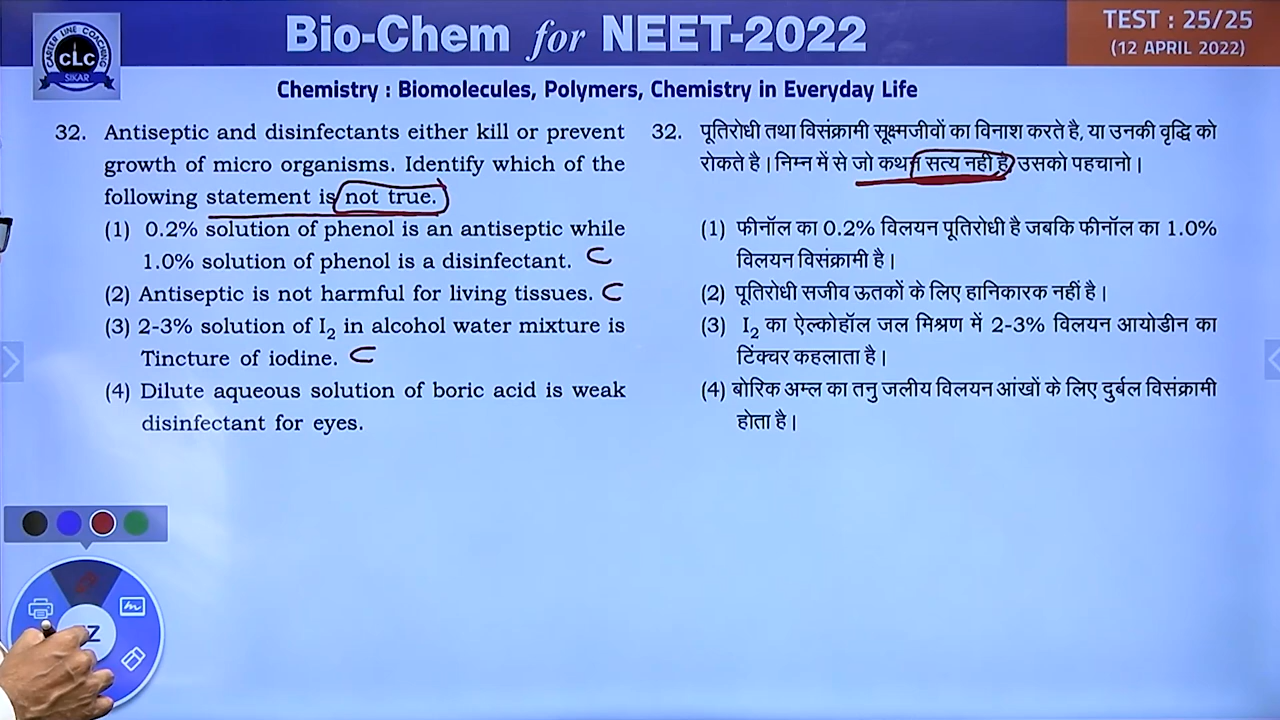 CAREER LINE COACHING
CLC
SIKAR
Bio-Chem for NEET-2022
TEST : 25/25
(12 APRIL 2022)
Chemistry : Biomolecules, Polymers, Chemistry in Everyday Life
32. Antiseptic and disinfectants either kill or prevent
growth of micro organisms. Identify which of the
following statement is not true.
(1) 0.2% solution of phenol is an antiseptic while
1.0% solution of phenol is a disinfectant. C
(2) Antiseptic is not harmful for living tissues. C
(3) 2-3% solution of I₂ in alcohol water mixture is
Tincture of iodine. C
(4) Dilute aqueous solution of boric acid is weak
disinfectant for eyes.
32. पूतिरोधी तथा विसंक्रामी सूक्ष्मजीवों का विनाश करते है, या उनकी वृद्धि को
रोकते है। निम्न में से जो कथन सत्य नही है उसको पहचानो।
(1) फीनॉल का 0.2% विलयन पूतिरोधी है जबकि फीनॉल का 1.0%
विलयन विसंक्रामी है।
(2) पूतिरोधी सजीव ऊतकों के लिए हानिकारक नहीं है।
(3) I₂ का ऐल्कोहॉल जल मिश्रण में 2-3% विलयन आयोडीन का
टिंक्चर कहलाता है।
(4) बोरिक अम्ल का तनु जलीय विलयन आंखों के लिए दुर्बल विसंक्रामी
होता है।